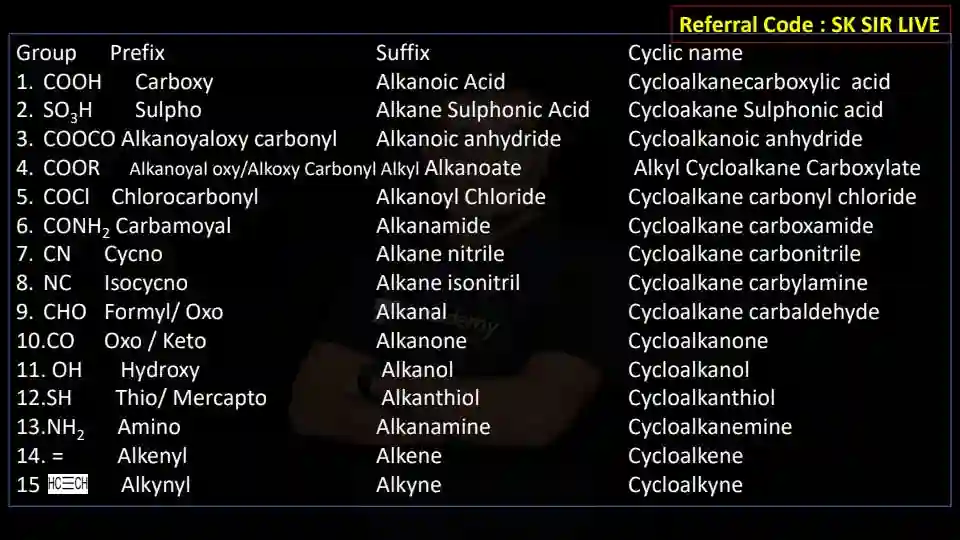 Referral Code : SK SIR LIVE
Group Prefix Suffix Cyclic name
1. COOH Carboxy Alkanoic Acid Cycloalkanecarboxylic acid
2. SO3H Sulpho Alkane Sulphonic Acid Cycloakane Sulphonic acid
3. COOCO Alkanoyaloxy carbonyl Alkanoic anhydride Cycloalkanoic anhydride
4. COOR Alkanoyal oxy/Alkoxy Carbonyl Alkyl Alkanoate Alkyl Cycloalkane Carboxylate
5. COCl Chlorocarbonyl Alkanoyl Chloride Cycloalkane carbonyl chloride
6. CONH2 Carbamoyal Alkanamide Cycloalkane carboxamide
7. CN Cycno Alkane nitrile Cycloalkane carbonitrile
8. NC Isocycno Alkane isonitril Cycloalkane carbylamine
9. CHO Formyl/ Oxo Alkanal Cycloalkane carbaldehyde
10.CO Oxo / Keto Alkanone Cycloalkanone
11. OH Hydroxy Alkanol Cycloalkanol
12.SH Thio/ Mercapto Alkanthiol Cycloalkanthiol
13.NH2 Amino Alkanamine Cycloalkanemine
14. = Alkenyl Alkene Cycloalkene
15 HC≡CH Alkynyl Alkyne Cycloalkyne